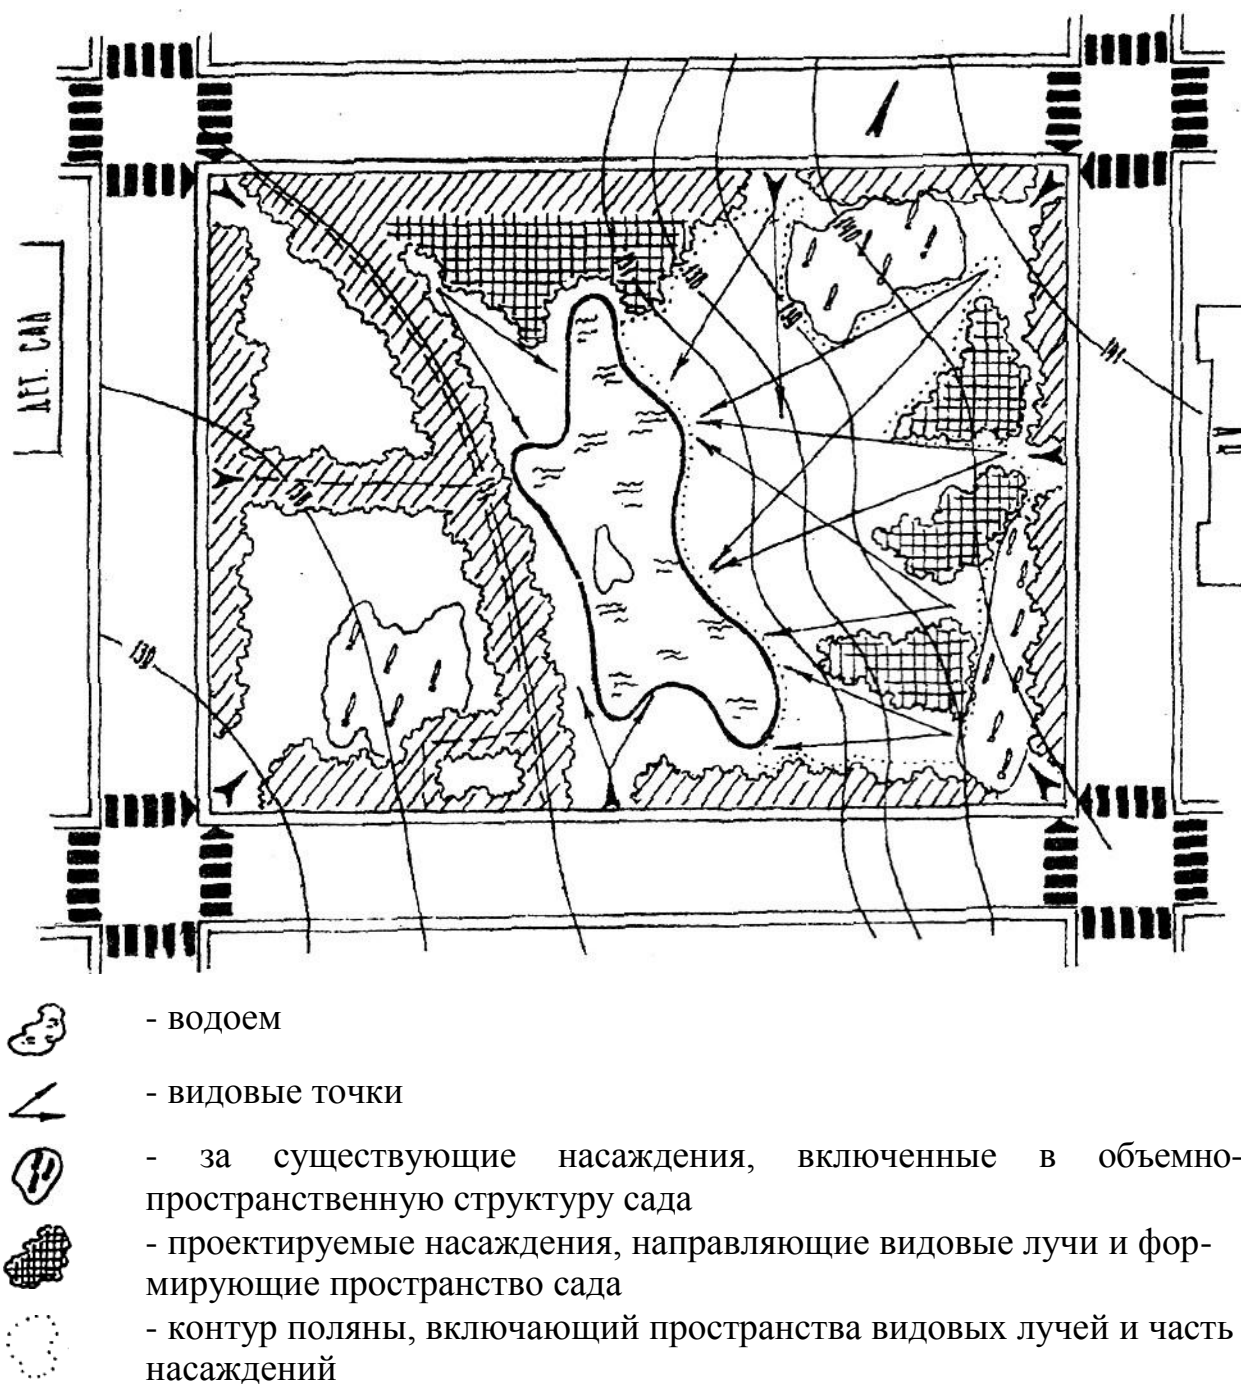 ДЕТ. САД
130
- водоем
- видовые точки
- за существующие насаждения, включенные в объемно-
пространственную структуру сада
- проектируемые насаждения, направляющие видовые лучи и фор-
мирующие пространство сада
- контур поляны, включающий пространства видовых лучей и часть
насаждений